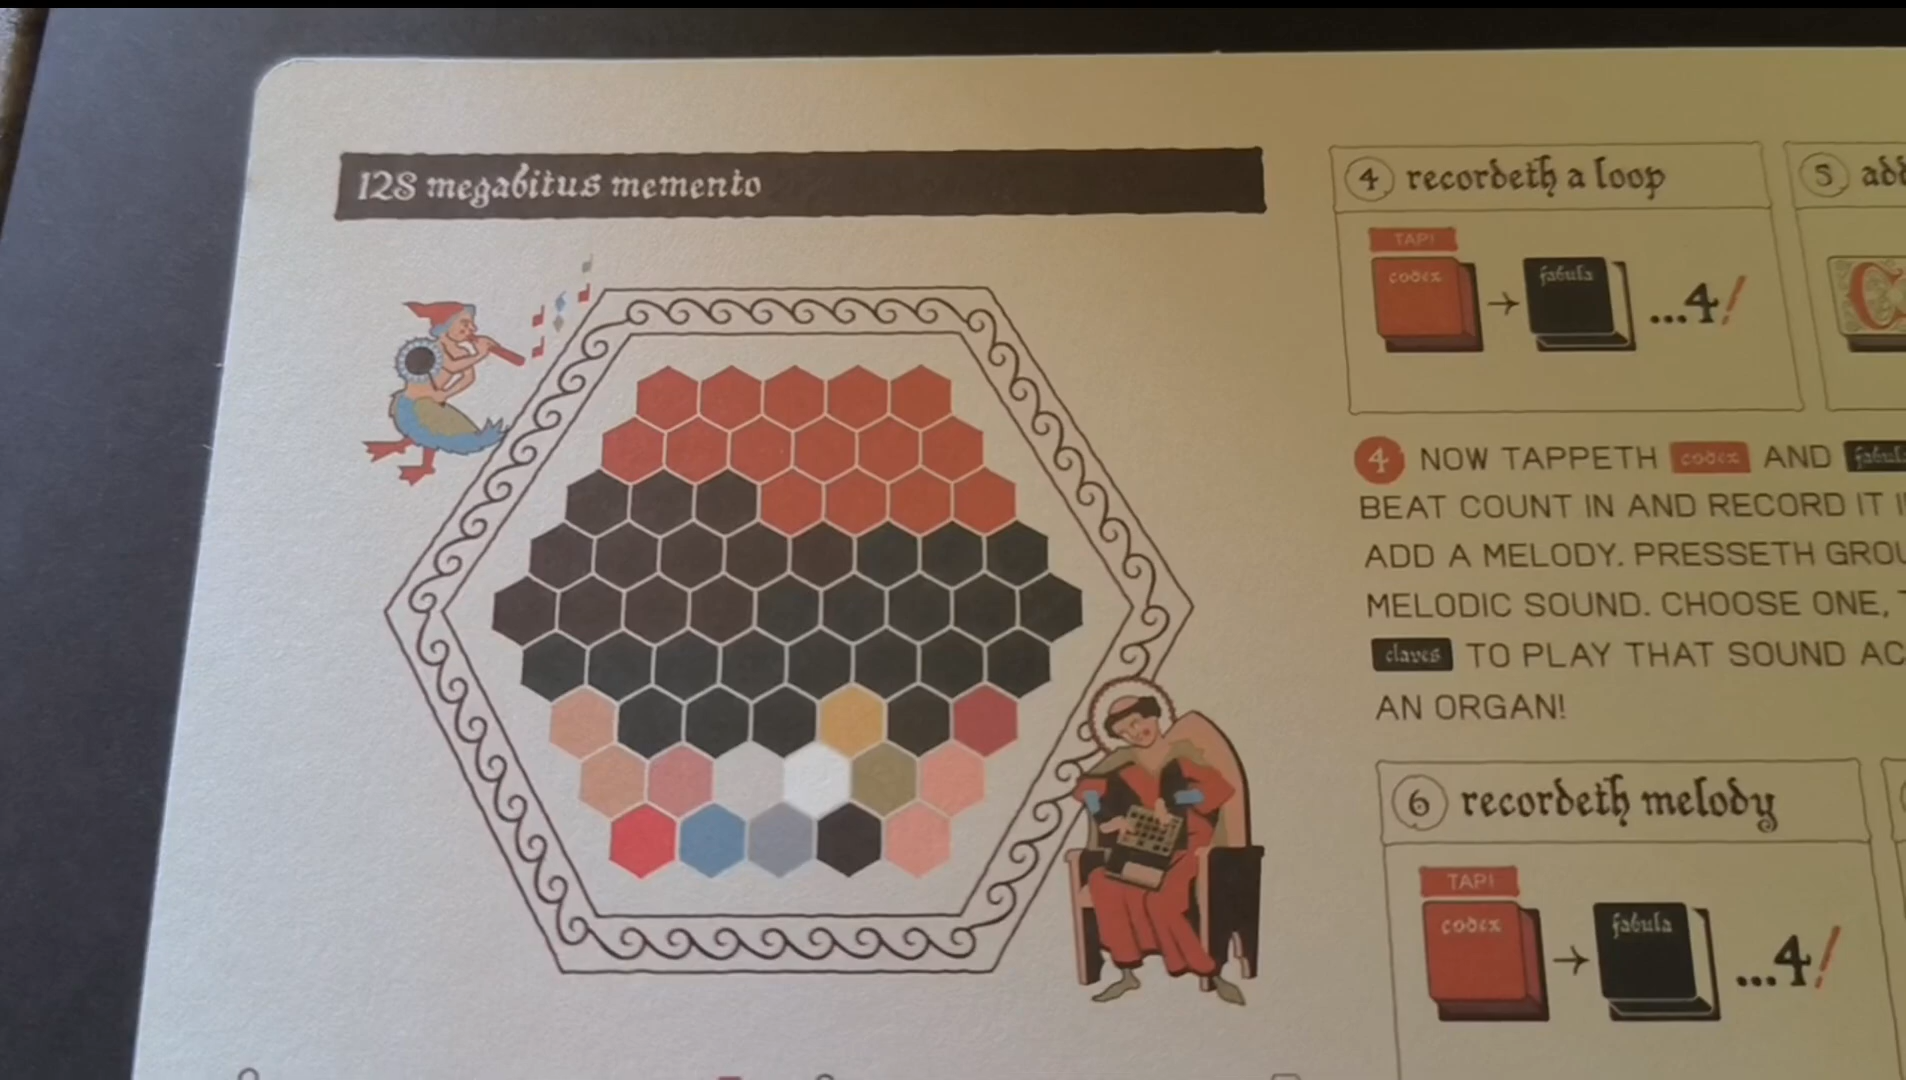 128 megabitus memento
4 recordeth a loop
TAP!
codex
fabula
...4!
5
4 NOW TAPPETH codex AND
BEAT COUNT IN AND RECORD IT
ADD A MELODY. PRESSETH
MELODIC SOUND. CHOOSE ONE,
claves TO PLAY THAT SOUND
AN ORGAN!
6 recordeth melody
TAP!
codex
fabula
...4!